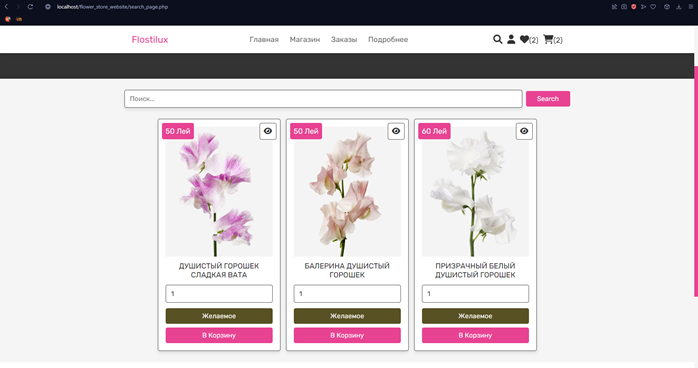 localhost/flower_store_website/search_page.php
Flostilux
Главная Магазин Заказы Подробнее
(2) (2)
Поиск...
Search
50 Лей
50 Лей
60 Лей
ДУШИСТЫЙ ГОРОШЕК
СЛАДКАЯ ВАТА
БАЛЕРИНА ДУШИСТЫЙ
ГОРОШЕК
ПРИЗРАЧНЫЙ БЕЛЫЙ
ДУШИСТЫЙ ГОРОШЕК
1
1
1
Желаемое
Желаемое
Желаемое
В Корзину
В Корзину
В Корзину